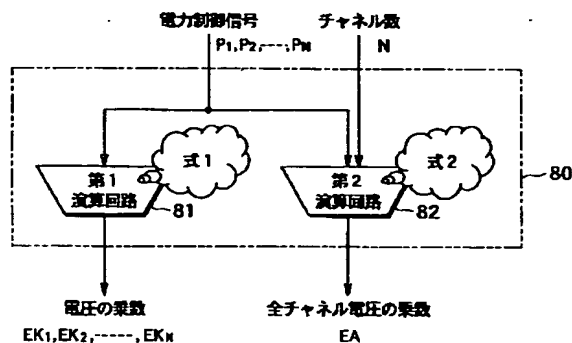 電力制御信号
P1,P2,----,PN
チャネル数
N
式1
式2
第1
演算回路
81
第2
演算回路
82
80
電圧の乗数
EK1,EK2,-----,EKN
全チャネル電圧の乗数
EA